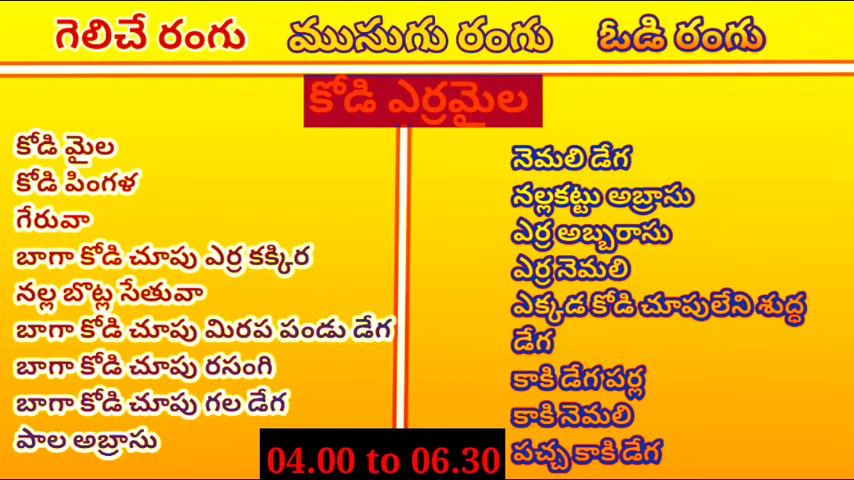 గెలిచే రంగు ముసుగు రంగు ఓడి రంగు
కోడి ఎర్రమైల
కోడి మైల
కోడి పింగళ
గేరువా
బాగా కోడి చూపు ఎర్ర కక్కిర
నల్ల బొట్ల సేతువా
బాగా కోడి చూపు మిరప పండు డేగ
బాగా కోడి చూపు రసంగి
బాగా కోడి చూపు గల డేగ
పాల అబ్రాసు
నెమలి డేగ
నల్లకట్టు అబ్రాసు
ఎర్ర అబ్బరాసు
ఎర్ర నెమలి
ఎక్కడ కోడి చూపులేని శుద్ధ
డేగ
కాకి డేగ పర్ల
కాకి నెమలి
పచ్చ కాకి డేగ
04.00 to 06.30